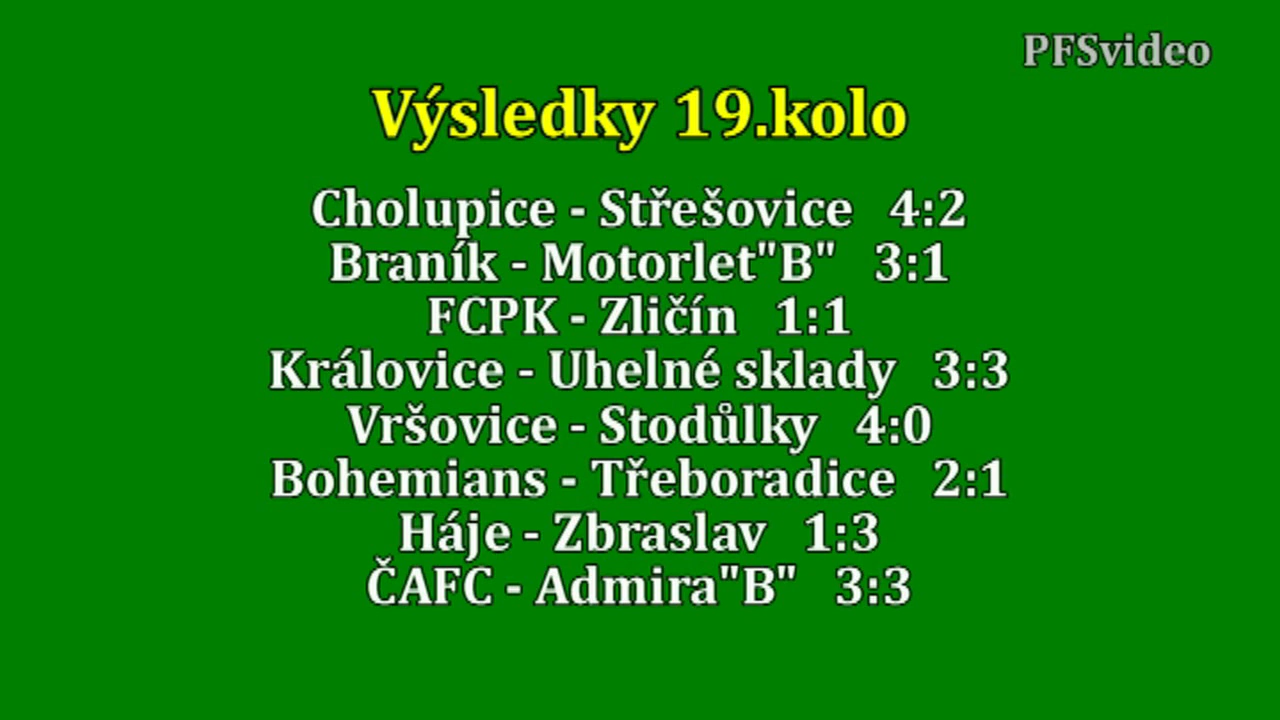 PFSvideo
Výsledky 19.kolo
Cholupice - Střešovice 4:2
Braník - Motorlet"B" 3:1
FCPK - Zličín 1:1
Královice - Uhelné sklady 3:3
Vršovice - Stodůlky 4:0
Bohemians - Třeboradice 2:1
Háje - Zbraslav 1:3
ČAFC - Admira"B" 3:3